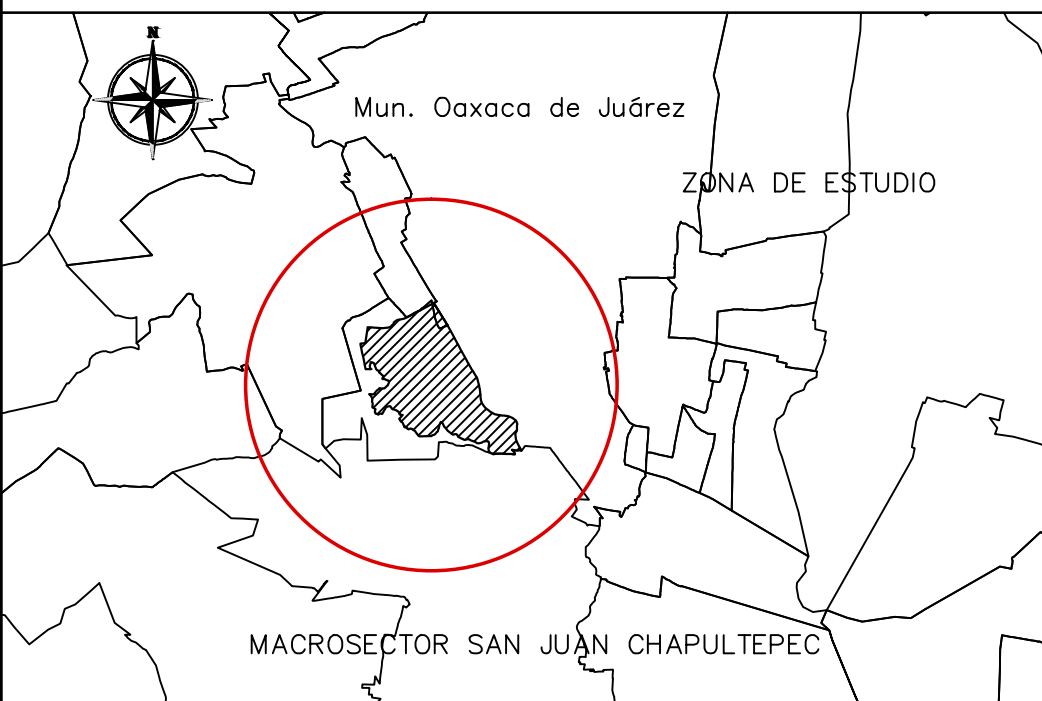 N
Mun. Oaxaca de Juárez
ZONA DE ESTUDIO
MACROSECTOR SAN JUAN CHAPULTEPEC